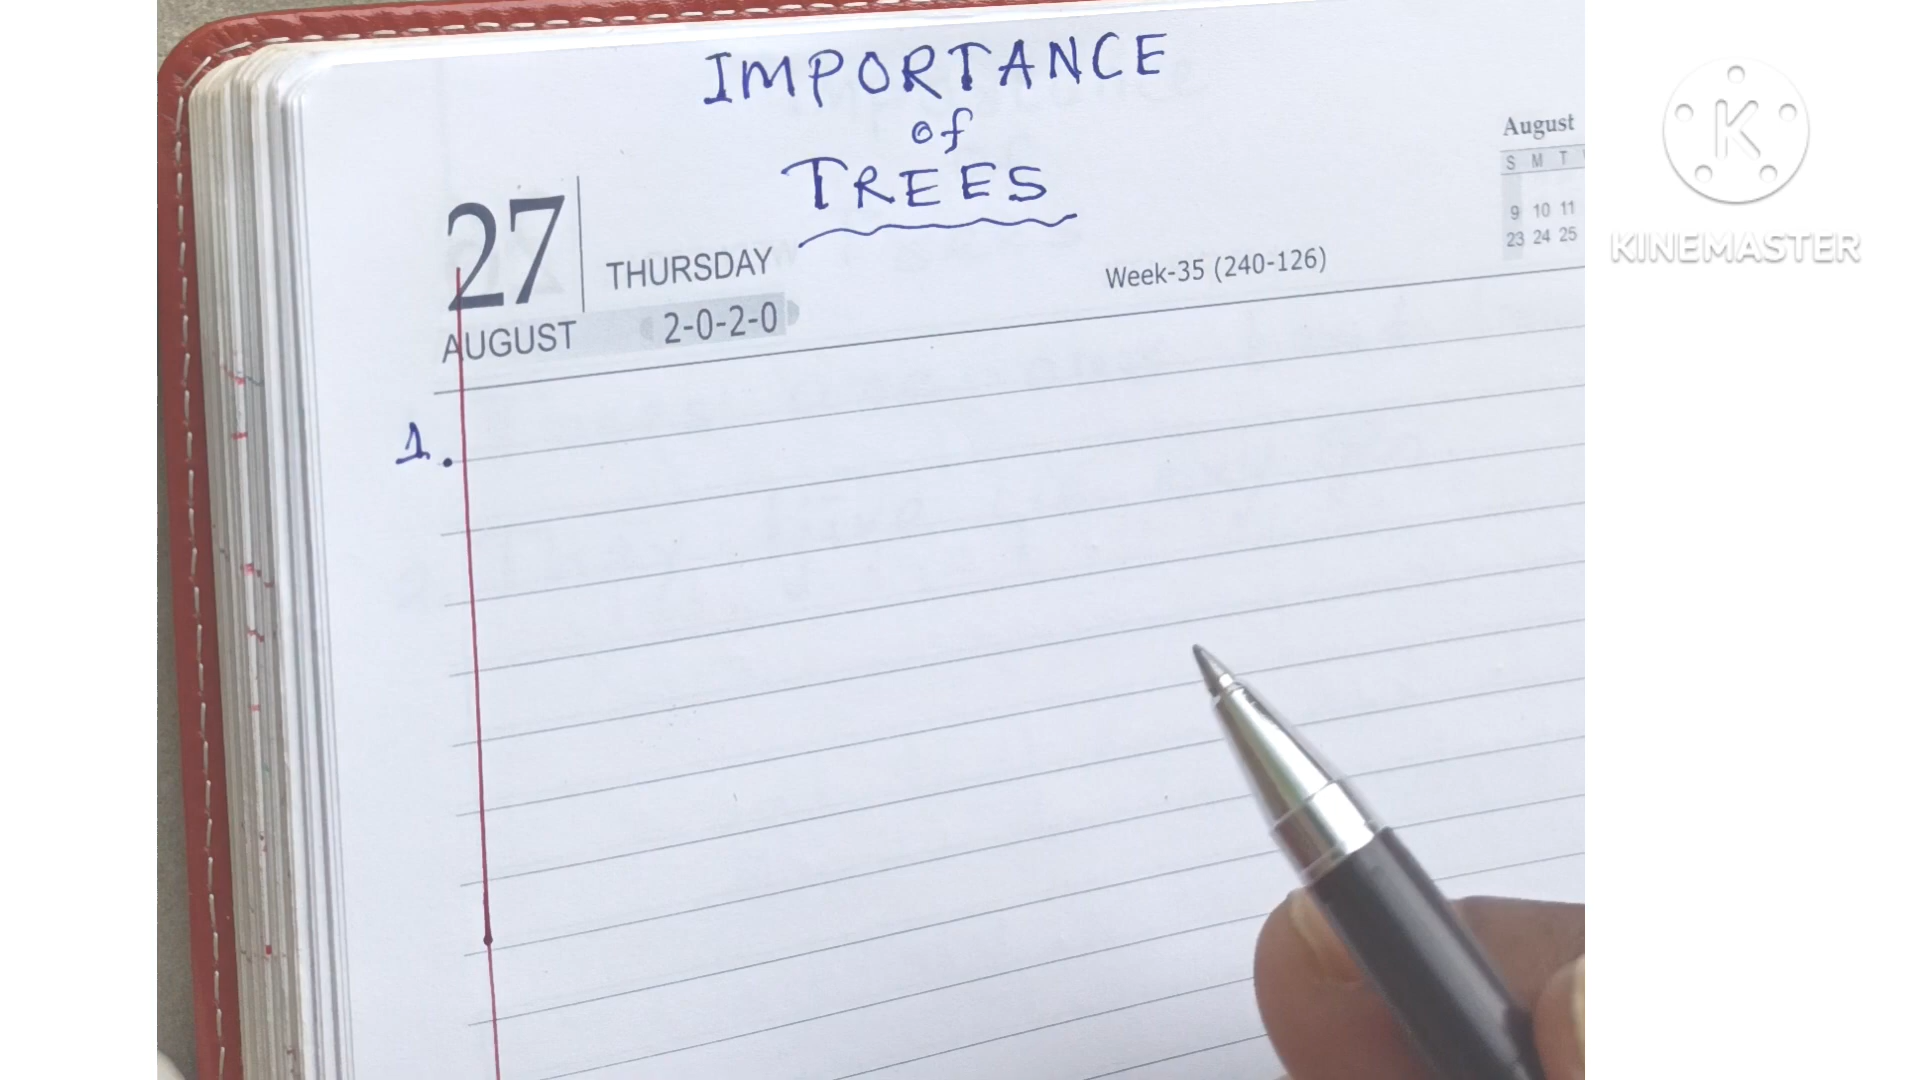 IMPORTANCE
of
TREES
27
THURSDAY
AUGUST 2-0-2-0
Week-35 (240-126)
August
S M T
9 10 11
23 24 25
K
KINEMASTER
1.